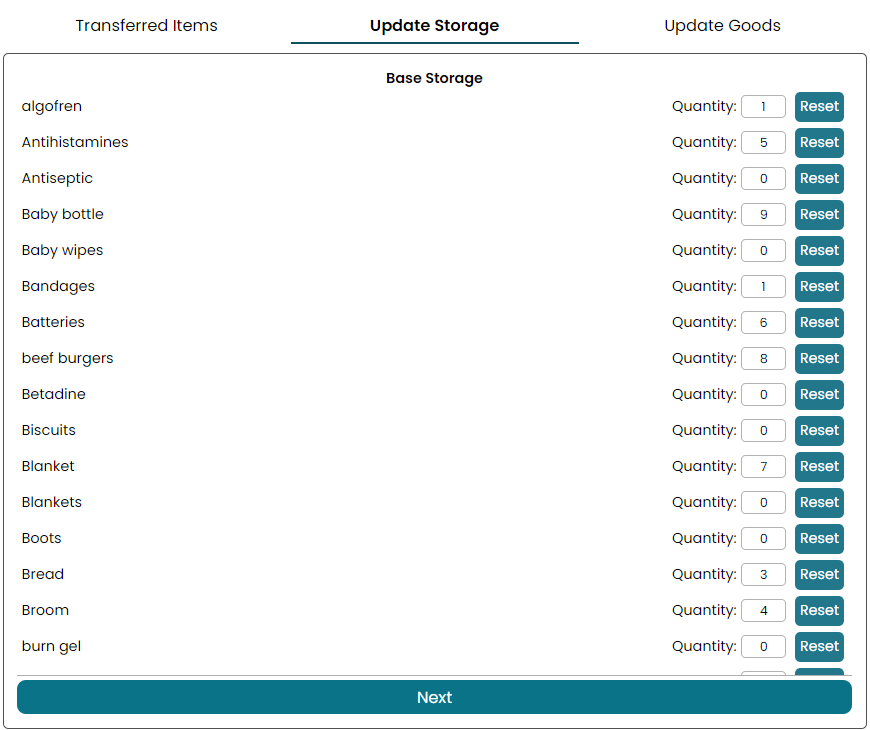 Transferred Items Update Storage Update Goods
Base Storage
algofren Quantity: 1 Reset
Antihistamines Quantity: 5 Reset
Antiseptic Quantity: 0 Reset
Baby bottle Quantity: 9 Reset
Baby wipes Quantity: 0 Reset
Bandages Quantity: 1 Reset
Batteries Quantity: 6 Reset
beef burgers Quantity: 8 Reset
Betadine Quantity: 0 Reset
Biscuits Quantity: 0 Reset
Blanket Quantity: 7 Reset
Blankets Quantity: 0 Reset
Boots Quantity: 0 Reset
Bread Quantity: 3 Reset
Broom Quantity: 4 Reset
burn gel Quantity: 0 Reset
Next